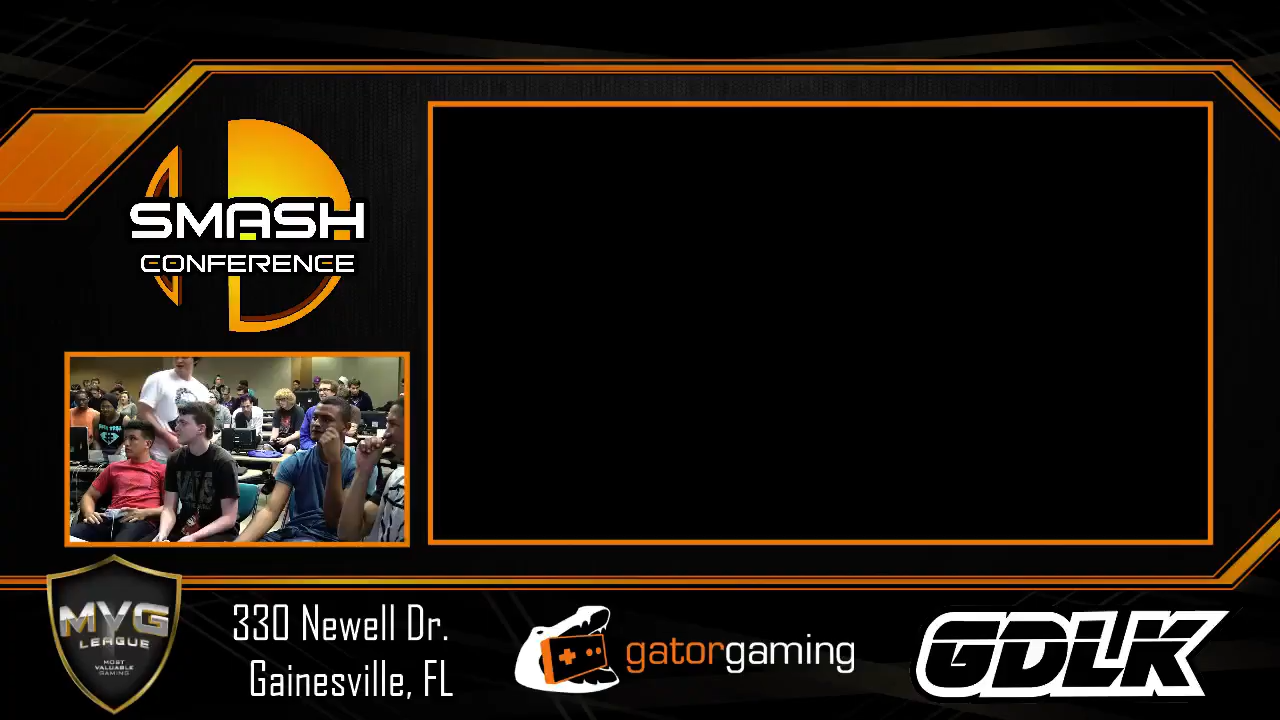 SMASH
CONFERENCE
MVG
LEAGUE
MOST
VALUABLE
GAMING
330 Newell Dr.
Gainesville, FL
gatorgaming
GDLK